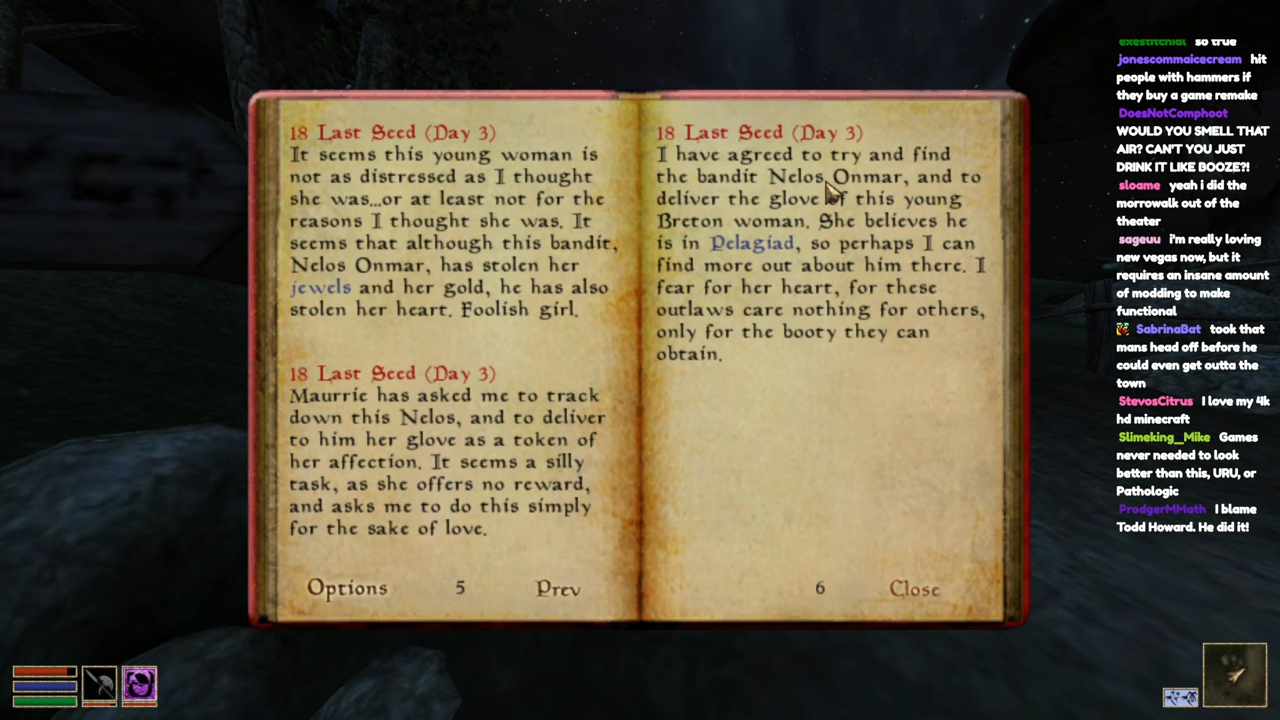 18 Last Seed (Day 3)
It seems this young woman is
not as distressed as I thought
she was...or at least not for the
reasons I thought she was. It
seems that although this bandit,
Nelos Onmar, has stolen her
jewels and her gold, he has also
stolen her heart. Foolish girl.
18 Last Seed (Day 3)
Maurrie has asked me to track
down this Nelos, and to deliver
to him her glove as a token of
her affection. It seems a silly
task, as she offers no reward,
and asks me to do this simply
for the sake of love.
Options 5 Prev
18 Last Seed (Day 3)
I have agreed to try and find
the bandit Nelos Onmar, and to
deliver the glove of this young
Breton woman. She believes he
is in Pelagiad, so perhaps I can
find more out about him there. I
fear for her heart, for these
outlaws care nothing for others,
only for the booty they can
obtain.
6 Close
exestitchial so true
jonescommaicecream hit
people with hammers if
they buy a game remake
DoesNotComphoot
WOULD YOU SMELL THAT
AIR? CAN'T YOU JUST
DRINK IT LIKE BOOZE?!
sloame yeah i did the
morrowalk out of the
theater
sageuu i'm really loving
new vegas now, but it
requires an insane amount
of modding to make
functional
SabrinaBat took that
mans head off before he
could even get outta the
town
StevosCitrus I love my 4k
hd minecraft
Slimeking_Mike Games
never needed to look
better than this, URU, or
Pathologic
ProdgerMMath I blame
Todd Howard. He did it!